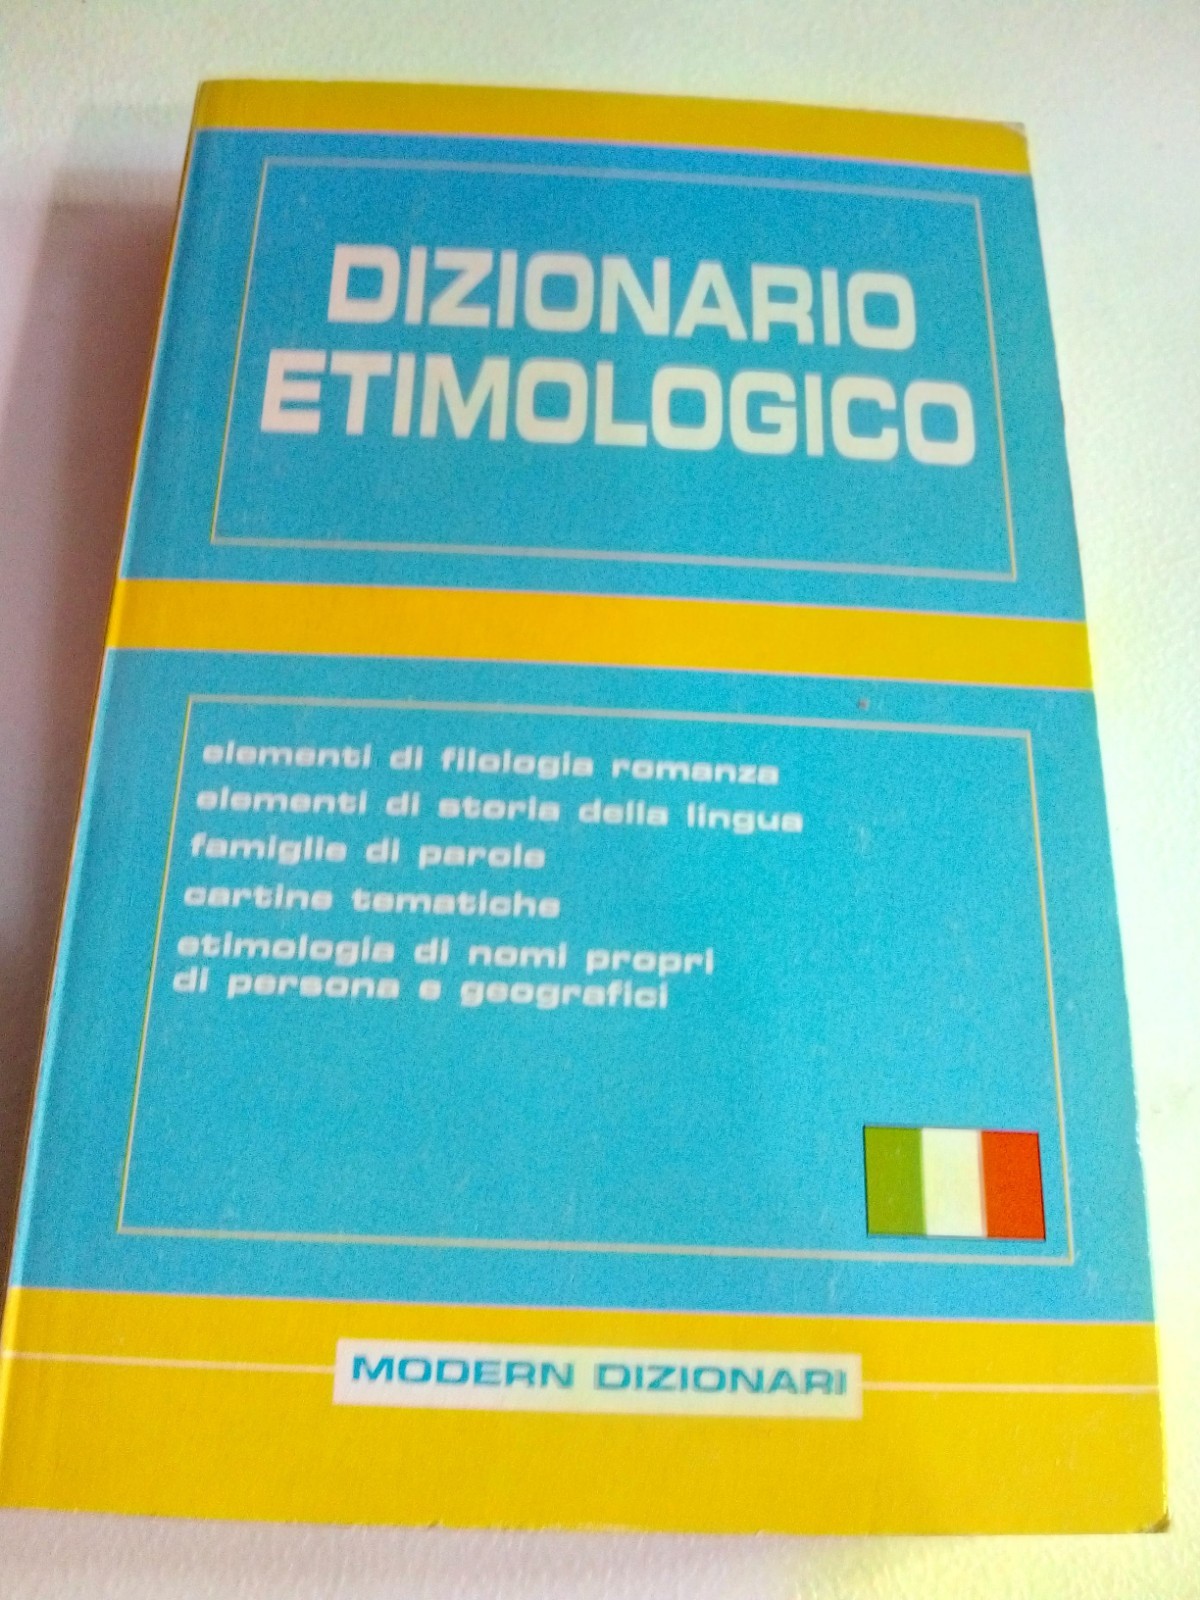 DIZIONARIO
ETIMOLOGICO
elementi di filologia romanza
elementi di storia della lingua
famiglie di parole
cartine tematiche
etimologia di nomi propri
di persona e geografici
MODERN DIZIONARI